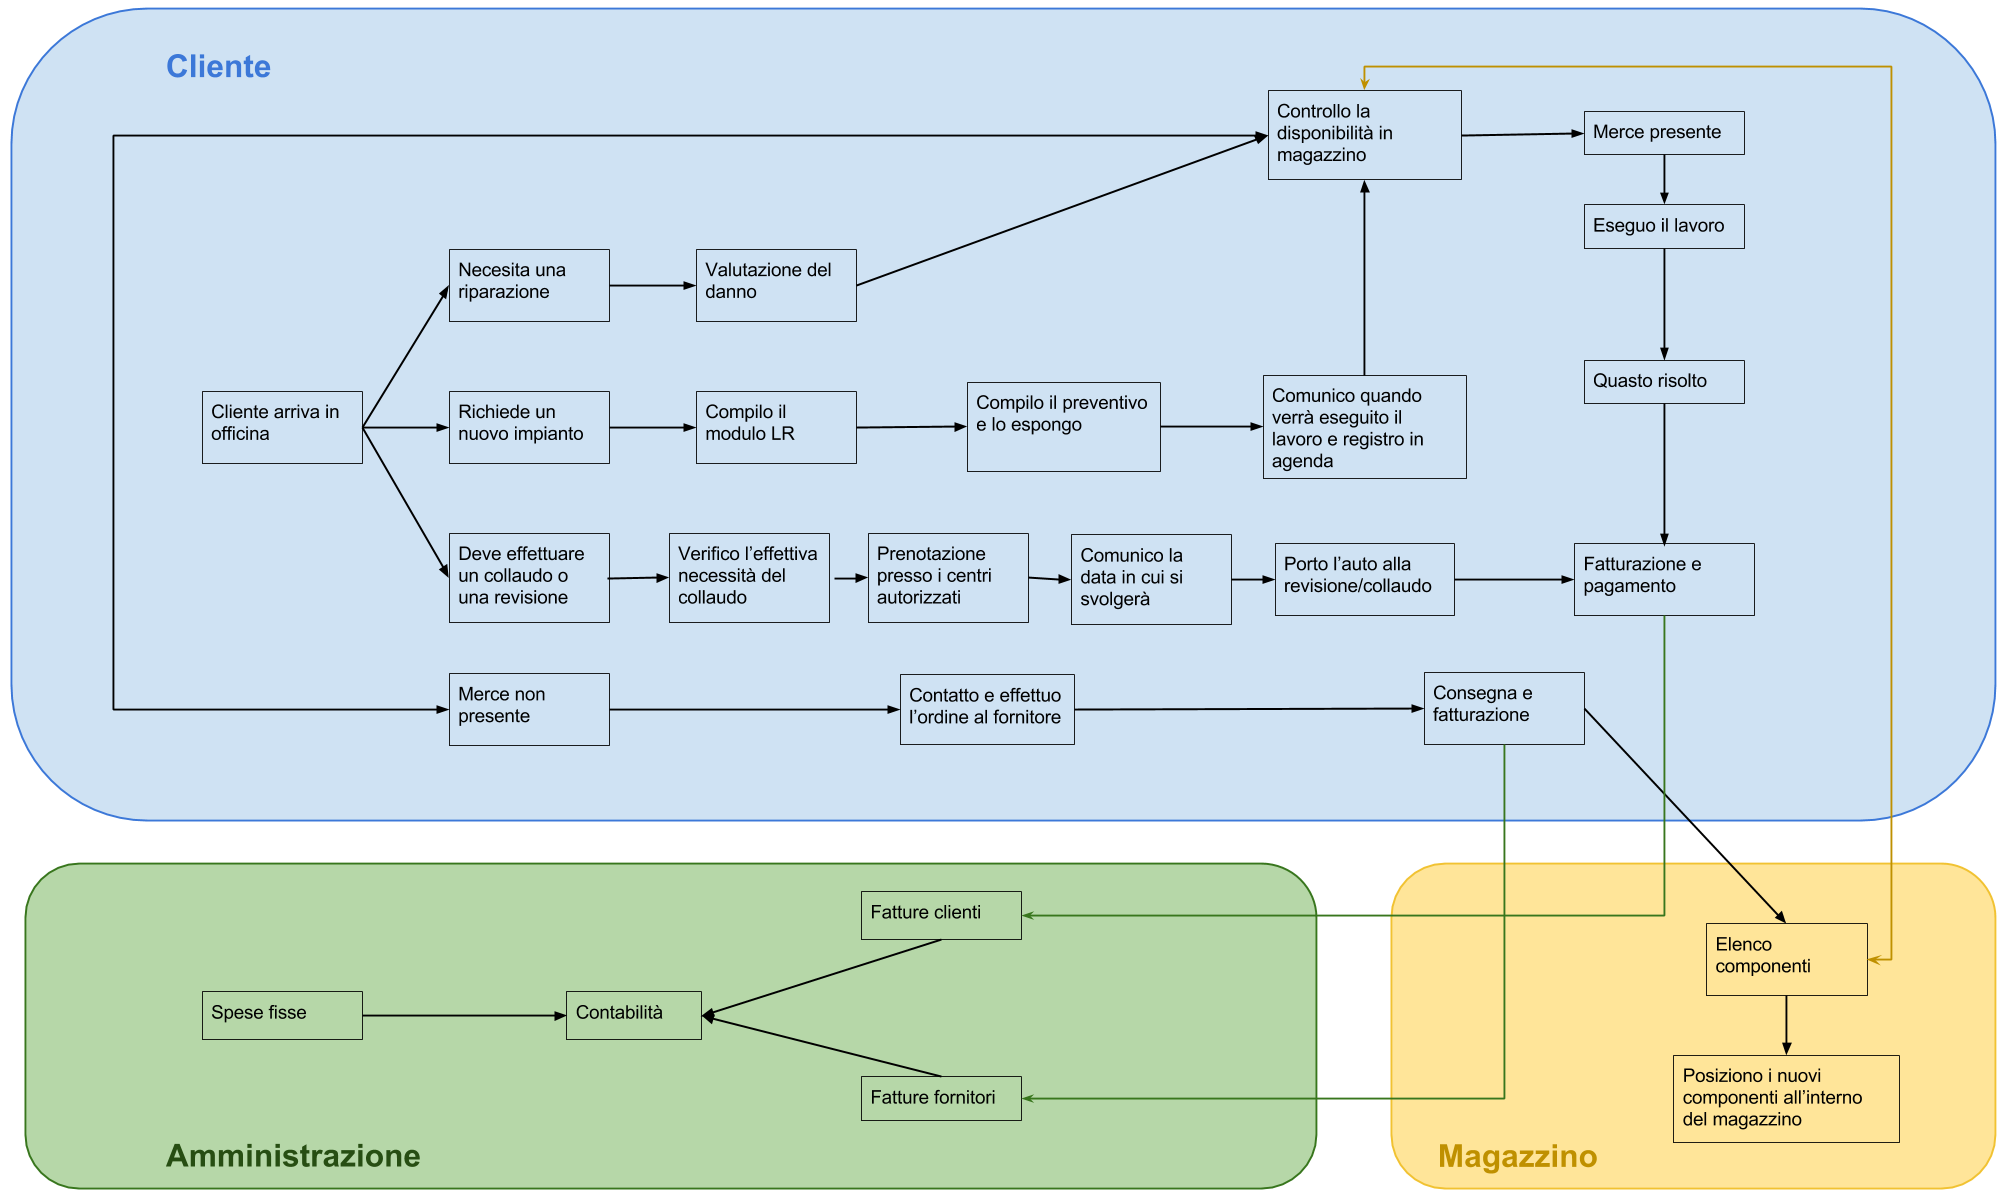 Cliente
Controllo la
disponibilità in
magazzino
Merce presente
Eseguo il lavoro
Necesita una
riparazione
Valutazione del
danno
Quasto risolto
Cliente arriva in
officina
Richiede un
nuovo impianto
Compilo il
modulo LR
Compilo il preventivo
e lo espongo
Comunico quando
verrà eseguito il
lavoro e registro in
agenda
Deve effettuare
un collaudo o
una revisione
Verifico l'effettiva
necessità del
collaudo
Prenotazione
presso i centri
autorizzati
Comunico la
data in cui si
svolgerà
Porto l'auto alla
revisione/collaudo
Fatturazione e
pagamento
Merce non
presente
Contatto e effettuo
l'ordine al fornitore
Consegna e
fatturazione
Fatture clienti
Spese fisse
Contabilità
Fatture fornitori
Amministrazione
Elenco
componenti
Posiziono i nuovi
componenti all'interno
del magazzino
Magazzino